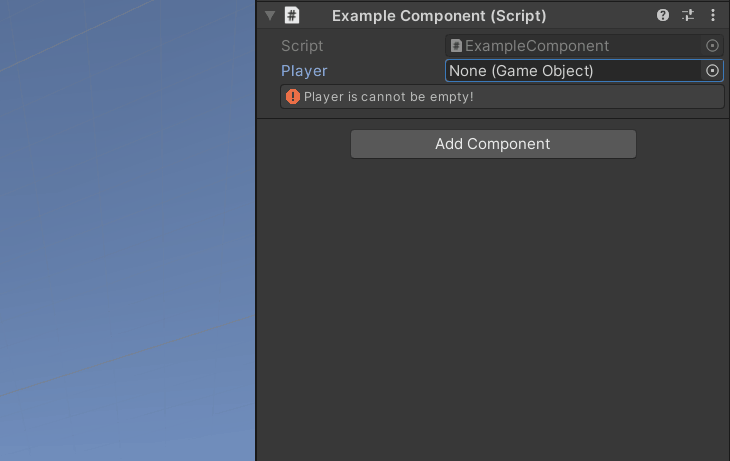 Example Component (Script)
Script ExampleComponent
Player None (Game Object)
Player is cannot be empty!
Add Component